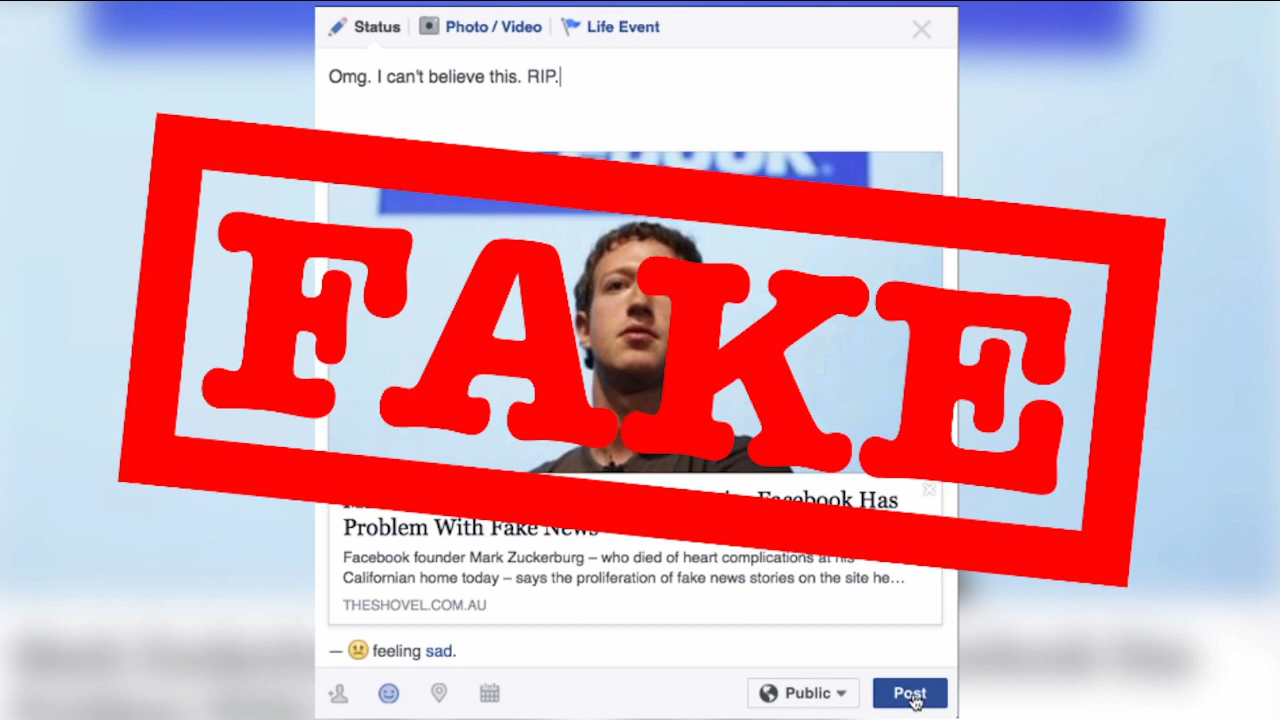 Status Photo / Video Life Event
Omg. I can't believe this. RIP.
FAKE
Facebook Has
Problem With Fake News
Facebook founder Mark Zuckerburg – who died of heart complications at his
Californian home today – says the proliferation of fake news stories on the site he…
THESHOVEL.COM.AU
— feeling sad.
Public Post